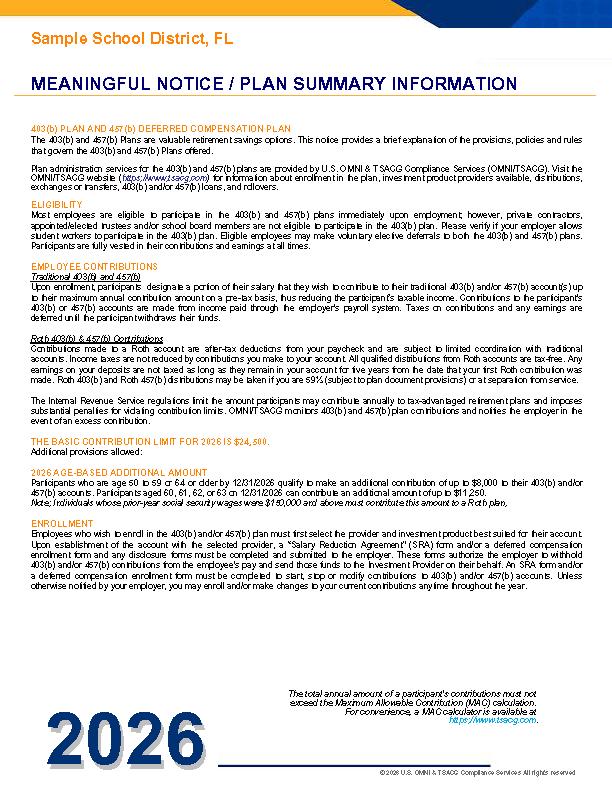 Sample School District, FL
MEANINGFUL NOTICE / PLAN SUMMARY INFORMATION
403(b) PLAN AND 457(b) DEFERRED COMPENSATION PLAN
The 403(b) and 457(b) Plans are valuable retirement savings options. This notice provides a brief explanation of the provisions, policies and rules
that govern the 403(b) and 457(b) Plans offered.
Plan administration services for the 403(b) and 457(b) plans are provided by U.S. OMNI & TSACG Compliance Services (OMNI/TSACG). Visit the
OMNI/TSACG website (https://www.tsacg.com) for information about enrollment in the plan, investment product providers available, distributions,
exchanges or transfers, 403(b) and/or 457(b) loans, and rollovers.
ELIGIBILITY
Most employees are eligible to participate in the 403(b) and 457(b) plans immediately upon employment; however, private contractors,
appointed/elected trustees and/or school board members are not eligible to participate in the 403(b) plan. Please verify if your employer allows
student workers to participate in the 403(b) plan. Eligible employees may make voluntary elective deferrals to both the 403(b) and 457(b) plans.
Participants are fully vested in their contributions and earnings at all times.
EMPLOYEE CONTRIBUTIONS
Traditional 403(b) and 457(b)
Upon enrollment, participants designate a portion of their salary that they wish to contribute to their traditional 403(b) and/or 457(b) account(s) up
to their maximum annual contribution amount on a pre-tax basis, thus reducing the participant's taxable income. Contributions to the participant's
403(b) or 457(b) accounts are made from income paid through the employer's payroll system. Taxes on contributions and any earnings are
deferred until the participant withdraws their funds.
Roth 403(b) & 457(b) Contributions
Contributions made to a Roth account are after-tax deductions from your paycheck and are subject to limited coordination with traditional
accounts. Income taxes are not reduced by contributions you make to your account. All qualified distributions from Roth accounts are tax-free. Any
earnings on your deposits are not taxed as long as they remain in your account for five years from the date that your first Roth contribution was
made. Roth 403(b) and Roth 457(b) distributions may be taken if you are 59½ (subject to plan document provisions) or at separation from service.
The Internal Revenue Service regulations limit the amount participants may contribute annually to tax-advantaged retirement plans and imposes
substantial penalties for violating contribution limits. OMNI/TSACG monitors 403(b) and 457(b) plan contributions and notifies the employer in the
event of an excess contribution.
THE BASIC CONTRIBUTION LIMIT FOR 2026 IS $24,500.
Additional provisions allowed:
2026 AGE-BASED ADDITIONAL AMOUNT
Participants who are age 50 to 59 or 64 or older by 12/31/2026 qualify to make an additional contribution of up to $8,000 to their 403(b) and/or
457(b) accounts. Participants aged 60, 61, 62, or 63 on 12/31/2026 can contribute an additional amount of up to $11,250.
Note; Individuals whose prior-year social security wages were $150,000 and above must contribute this amount to a Roth plan,
ENROLLMENT
Employees who wish to enroll in the 403(b) and/or 457(b) plan must first select the provider and investment product best suited for their account.
Upon establishment of the account with the selected provider, a "Salary Reduction Agreement" (SRA) form and/or a deferred compensation
enrollment form and any disclosure forms must be completed and submitted to the employer. These forms authorize the employer to withhold
403(b) and/or 457(b) contributions from the employee's pay and send those funds to the Investment Provider on their behalf. An SRA form and/or
a deferred compensation enrollment form must be completed to start, stop or modify contributions to 403(b) and/or 457(b) accounts. Unless
otherwise notified by your employer, you may enroll and/or make changes to your current contributions anytime throughout the year.
The total annual amount of a participant's contributions must not
exceed the Maximum Allowable Contribution (MAC) calculation.
For convenience, a MAC calculator is available at
https://www.tsacg.com.
2026
© 2026 U.S. OMNI & TSACG Compliance Services All rights reserved